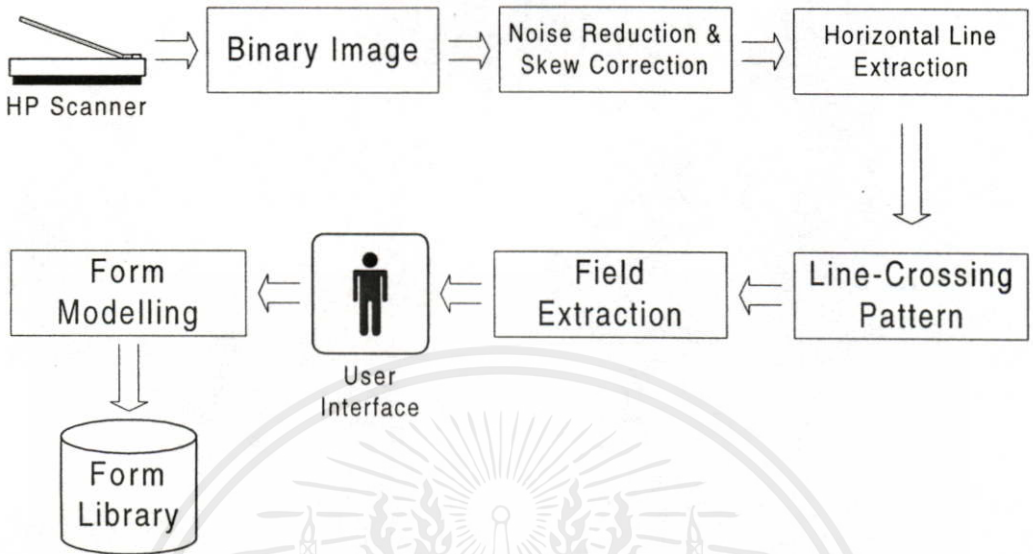 HP Scanner
Binary Image
Noise Reduction &
Skew Correction
Horizontal Line
Extraction
Line-Crossing
Pattern
Field
Extraction
User
Interface
Form
Modelling
Form
Library